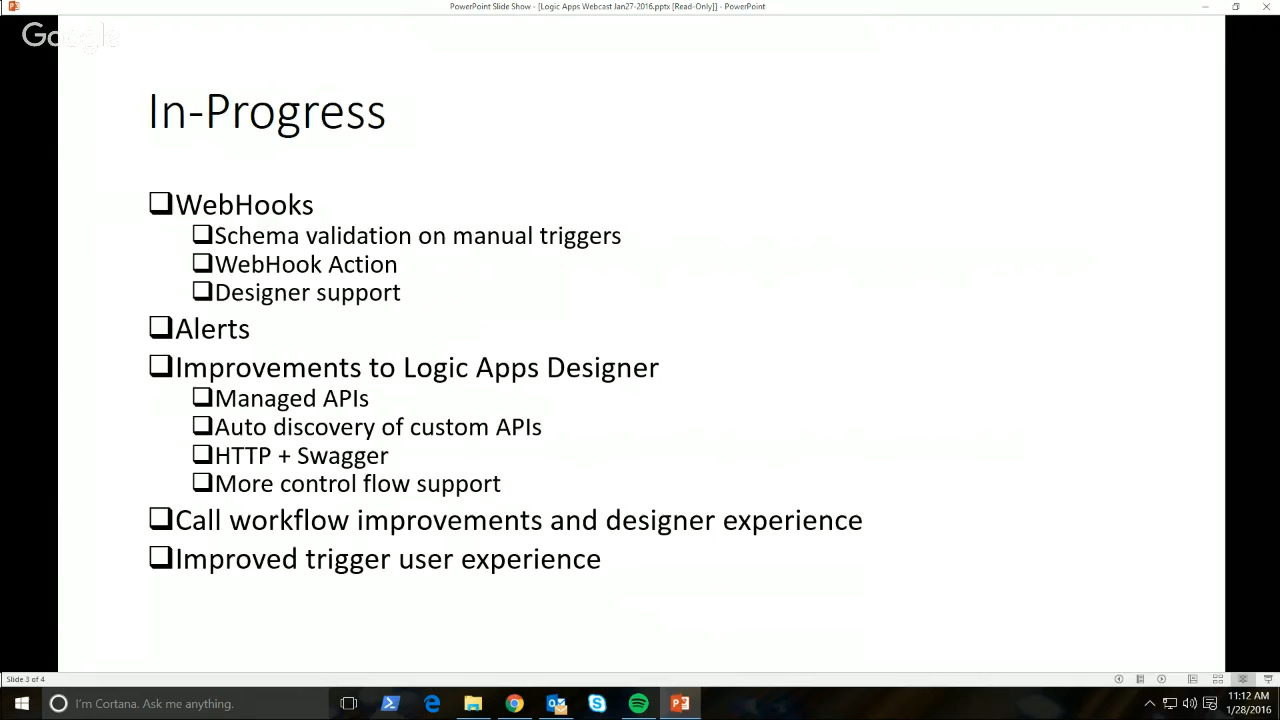 PowerPoint Slide Show - [Logic Apps Webcast Jan27-2016.pptx [Read-Only]] - PowerPoint
Google
In-Progress
WebHooks
Schema validation on manual triggers
WebHook Action
Designer support
Alerts
Improvements to Logic Apps Designer
Managed APIs
Auto discovery of custom APIs
HTTP + Swagger
More control flow support
Call workflow improvements and designer experience
Improved trigger user experience
Slide 3 of 4
I'm Cortana. Ask me anything.
11:12 AM
1/28/2016